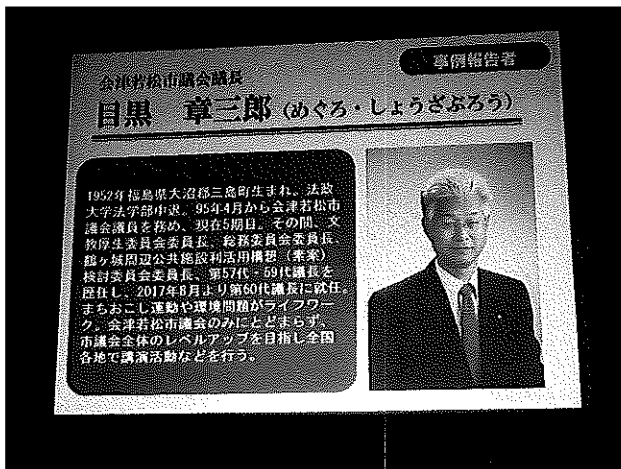 事例報告者
会津若松市議会議長
目黒 章三郎（めぐろ・しょうざぶろう）
1952年福島県大沼郡三島町生まれ。法政
大学法学部中退。95年4月から会津若松市
議会議員を務め、現在5期目。その間、文
教厚生委員会委員長、総務委員会委員長、
鶴ヶ城周辺公共施設利活用構想（素案）
検討委員会委員長、第57代・59代議長を
歴任し、2017年8月より第60代議長に就任。
まちおこし運動や環境問題がライフワー
ク。会津若松市議会のみにとどまらず、
市議会全体のレベルアップを目指し全国
各地で講演活動などを行う。